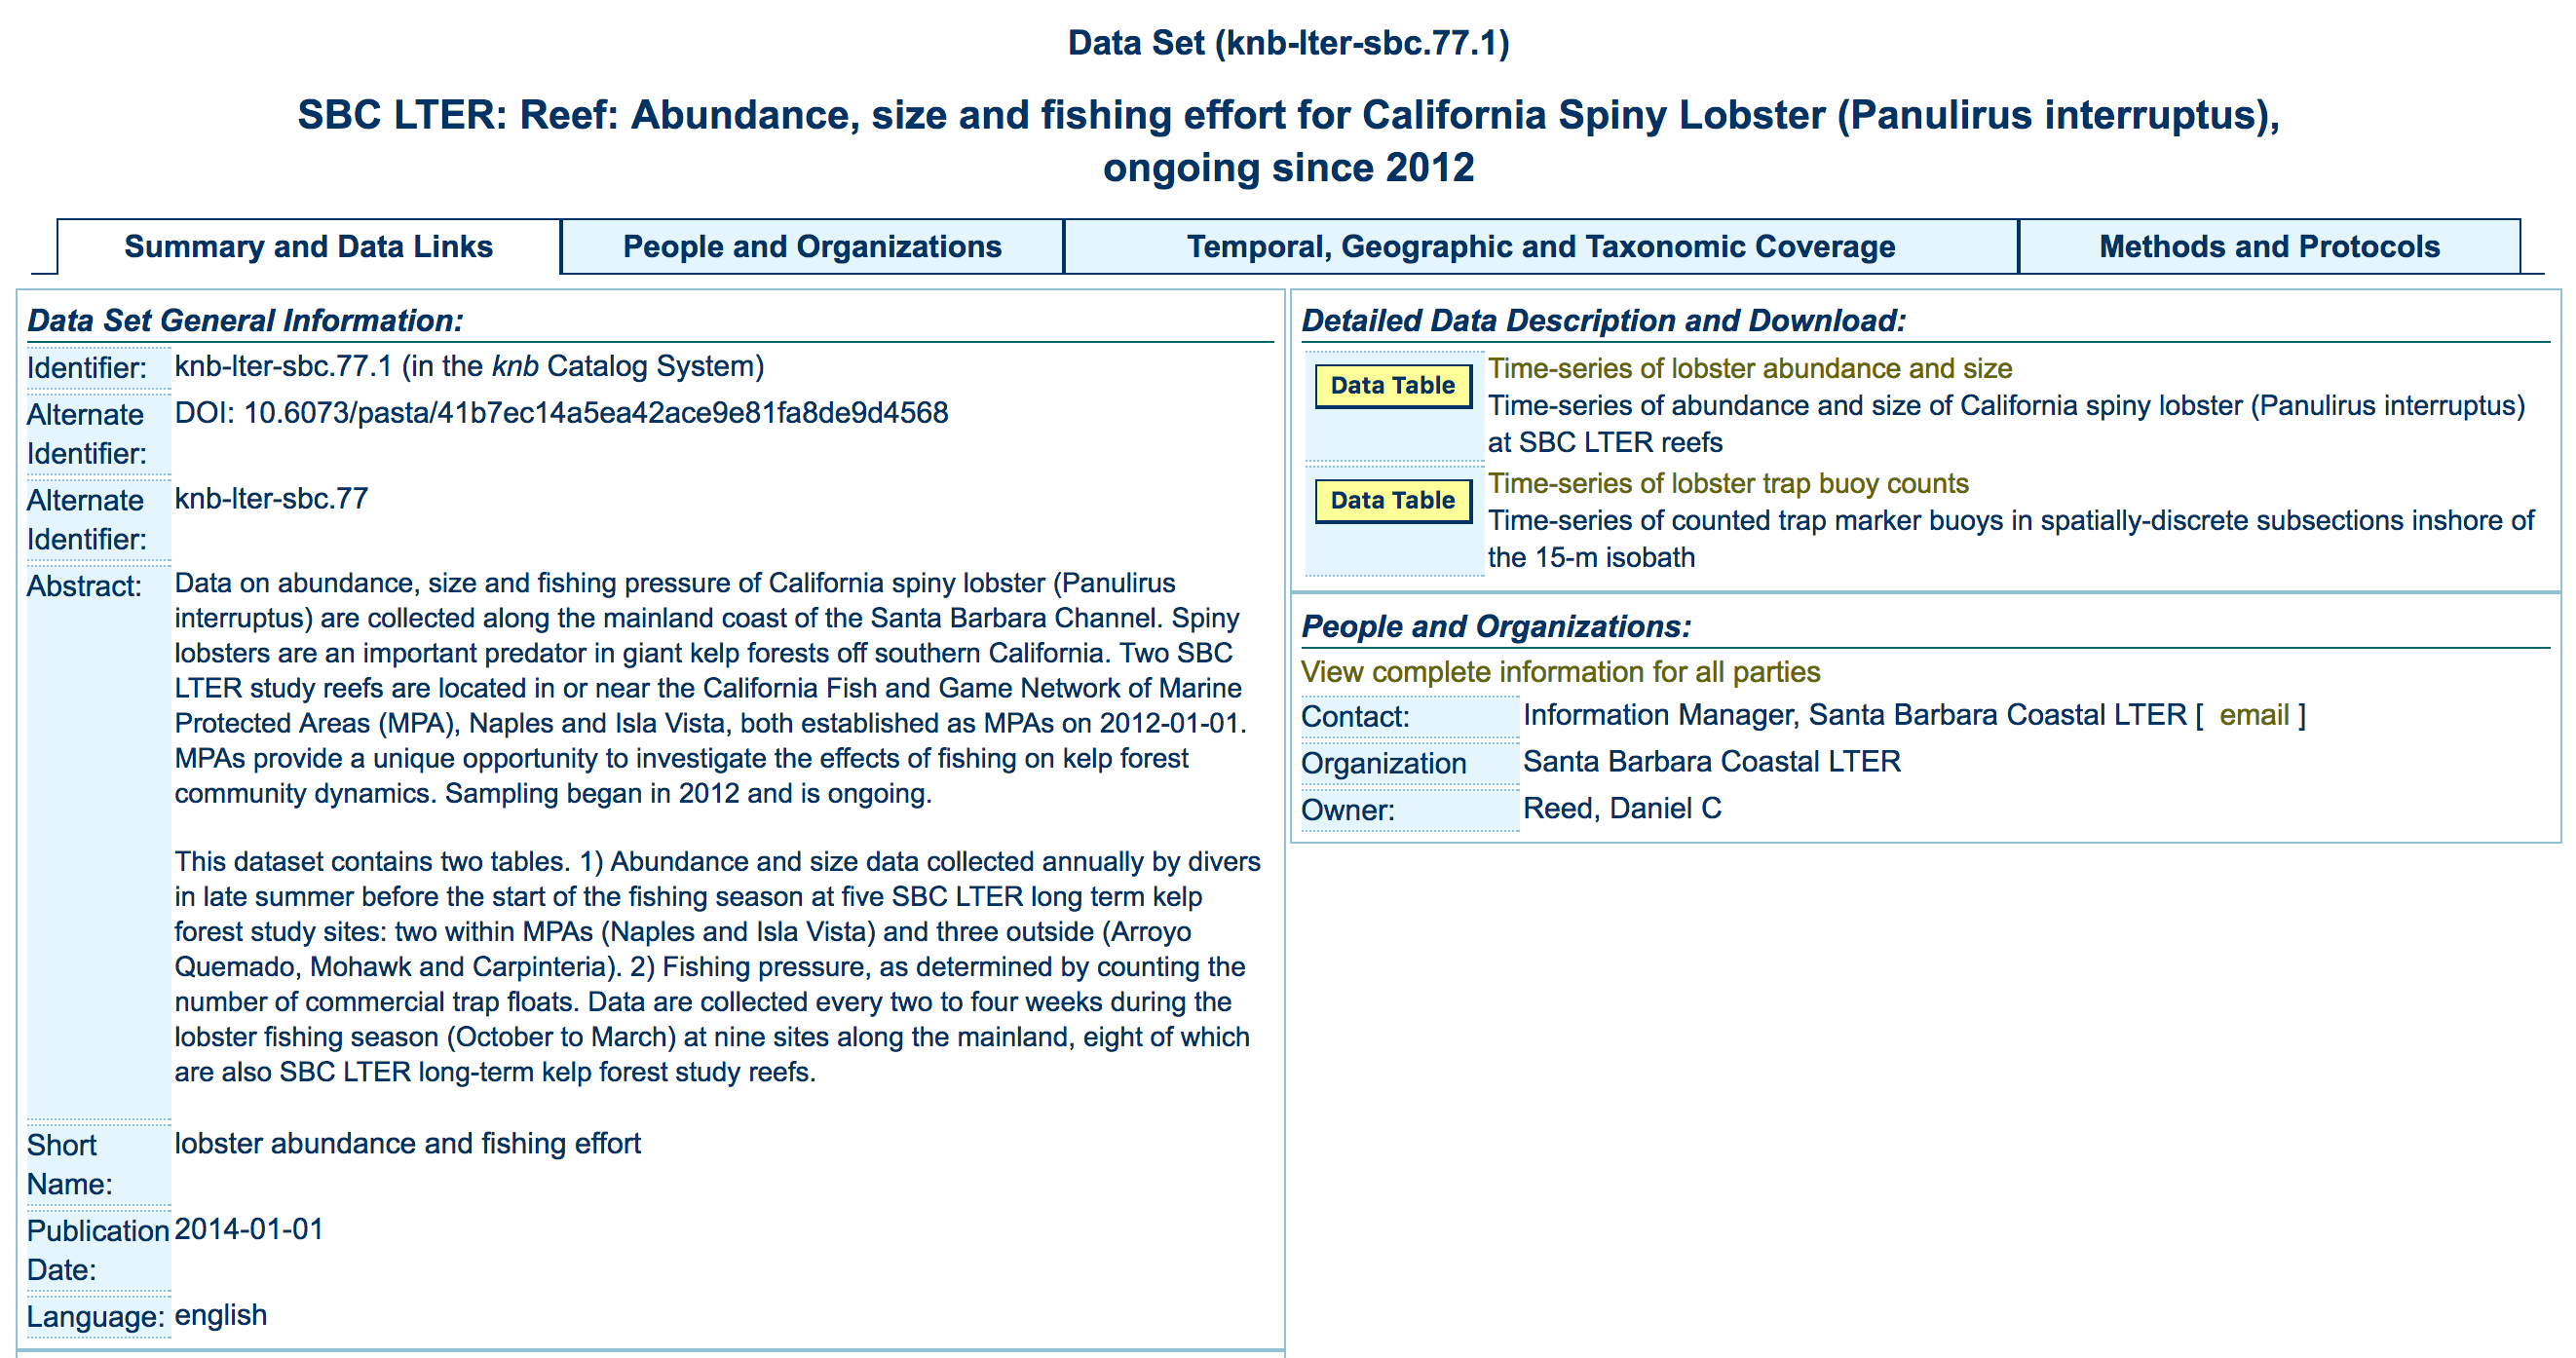 Data Set (knb-lter-sbc.77.1)
SBC LTER: Reef: Abundance, size and fishing effort for California Spiny Lobster (Panulirus interruptus),
ongoing since 2012
Summary and Data Links
People and Organizations
Temporal, Geographic and Taxonomic Coverage
Methods and Protocols
Data Set General Information:
Identifier: knb-lter-sbc.77.1 (in the knb Catalog System)
Alternate DOI: 10.6073/pasta/41b7ec14a5ea42ace9e81fa8de9d4568
Identifier:
Alternate knb-lter-sbc.77
Identifier:
Abstract: Data on abundance, size and fishing pressure of California spiny lobster (Panulirus
interruptus) are collected along the mainland coast of the Santa Barbara Channel. Spiny
lobsters are an important predator in giant kelp forests off southern California. Two SBC
LTER study reefs are located in or near the California Fish and Game Network of Marine
Protected Areas (MPA), Naples and Isla Vista, both established as MPAs on 2012-01-01.
MPAs provide a unique opportunity to investigate the effects of fishing on kelp forest
community dynamics. Sampling began in 2012 and is ongoing.
This dataset contains two tables. 1) Abundance and size data collected annually by divers
in late summer before the start of the fishing season at five SBC LTER long term kelp
forest study sites: two within MPAs (Naples and Isla Vista) and three outside (Arroyo
Quemado, Mohawk and Carpinteria). 2) Fishing pressure, as determined by counting the
number of commercial trap floats. Data are collected every two to four weeks during the
lobster fishing season (October to March) at nine sites along the mainland, eight of which
are also SBC LTER long-term kelp forest study reefs.
Short lobster abundance and fishing effort
Name:
Publication 2014-01-01
Date:
Language: english
Detailed Data Description and Download:
Data Table Time-series of lobster abundance and size
Time-series of abundance and size of California spiny lobster (Panulirus interruptus)
at SBC LTER reefs
Data Table Time-series of lobster trap buoy counts
Time-series of counted trap marker buoys in spatially-discrete subsections inshore of
the 15-m isobath
People and Organizations:
View complete information for all parties
Contact: Information Manager, Santa Barbara Coastal LTER [ email ]
Organization Santa Barbara Coastal LTER
Owner: Reed, Daniel C